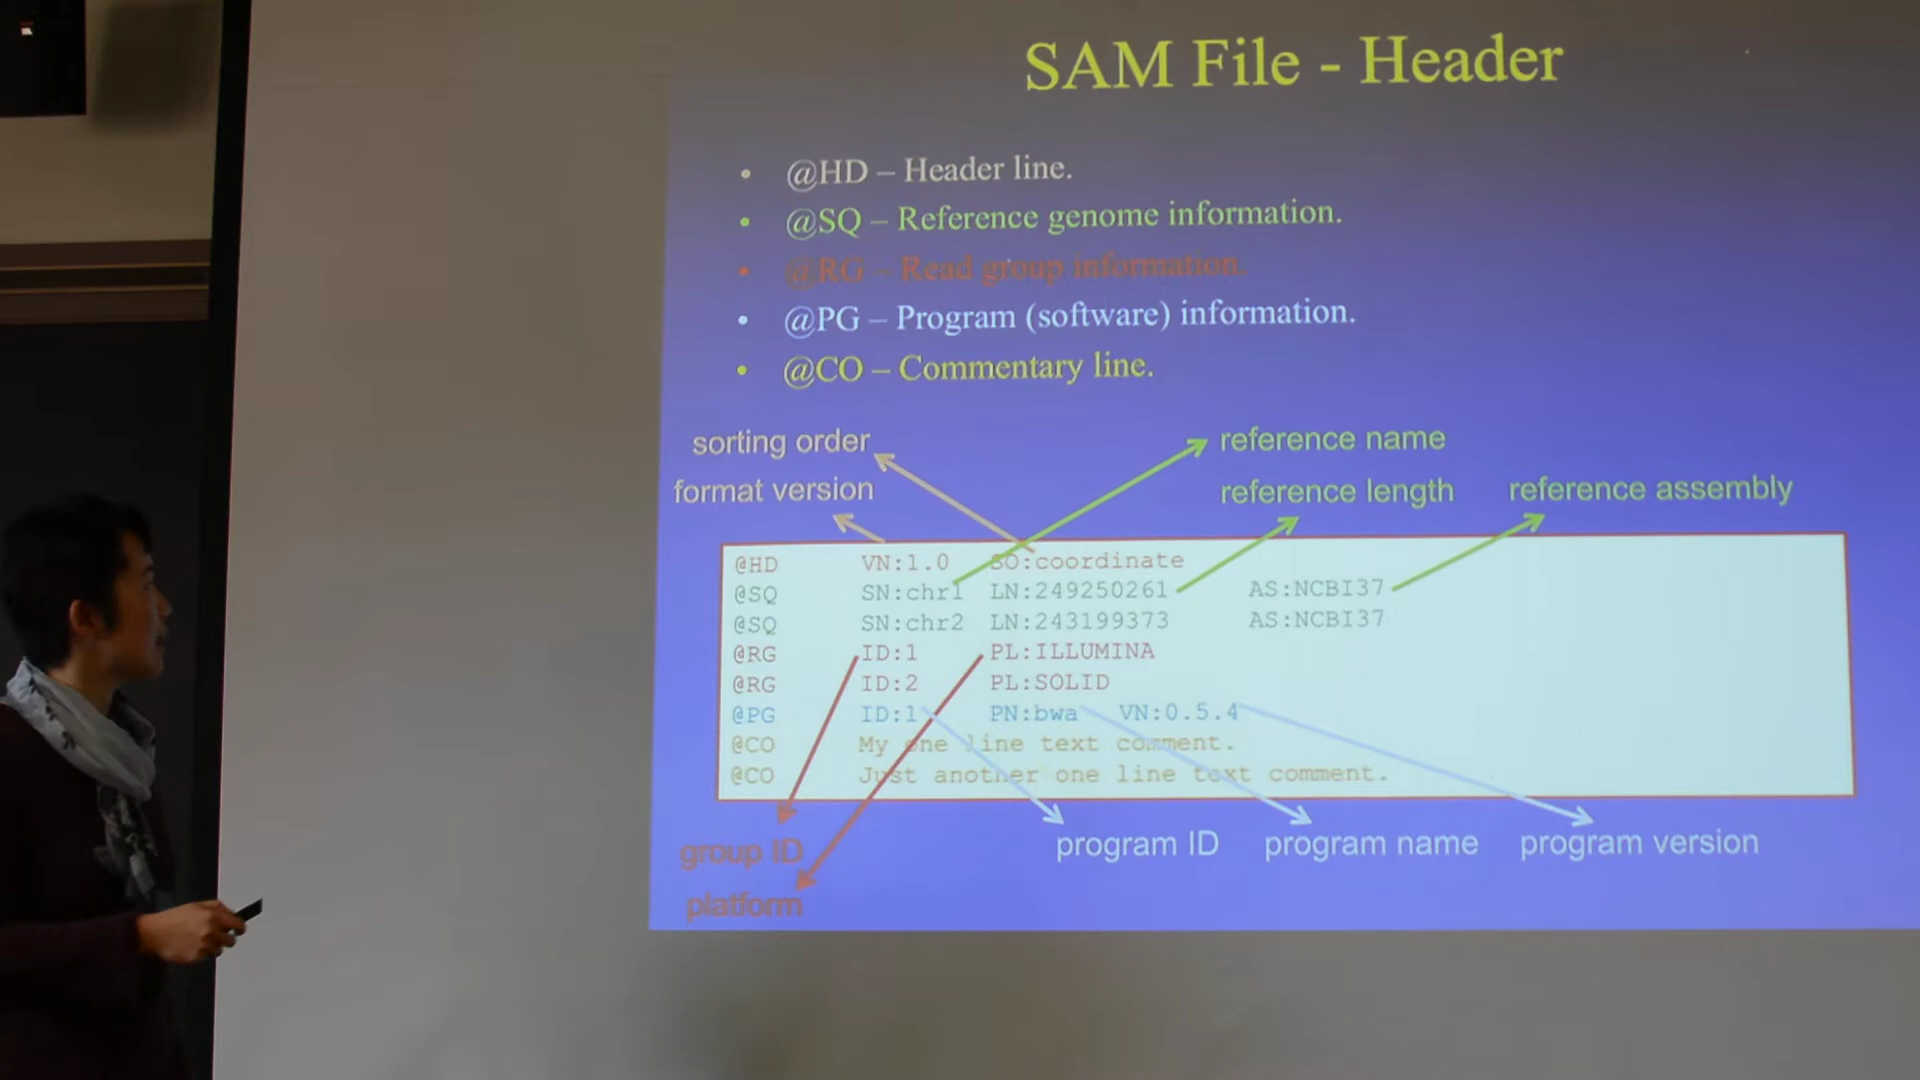 SAM File - Header
• @HD – Header line.
• @SQ – Reference genome information.
• @RG – Read group information.
• @PG – Program (software) information.
• @CO – Commentary line.
sorting order
reference name
format version
reference length
reference assembly
@HD VN:1.0 SO:coordinate
@SQ SN:chr1 LN:249250261 AS:NCBI37
@SQ SN:chr2 LN:243199373 AS:NCBI37
@RG ID:1 PL:ILLUMINA
@RG ID:2 PL:SOLID
@PG ID:1 PN:bwa VN:0.5.4
@CO My one line text comment.
@CO Just another one line text comment.
group ID
program ID
program name
program version
platform